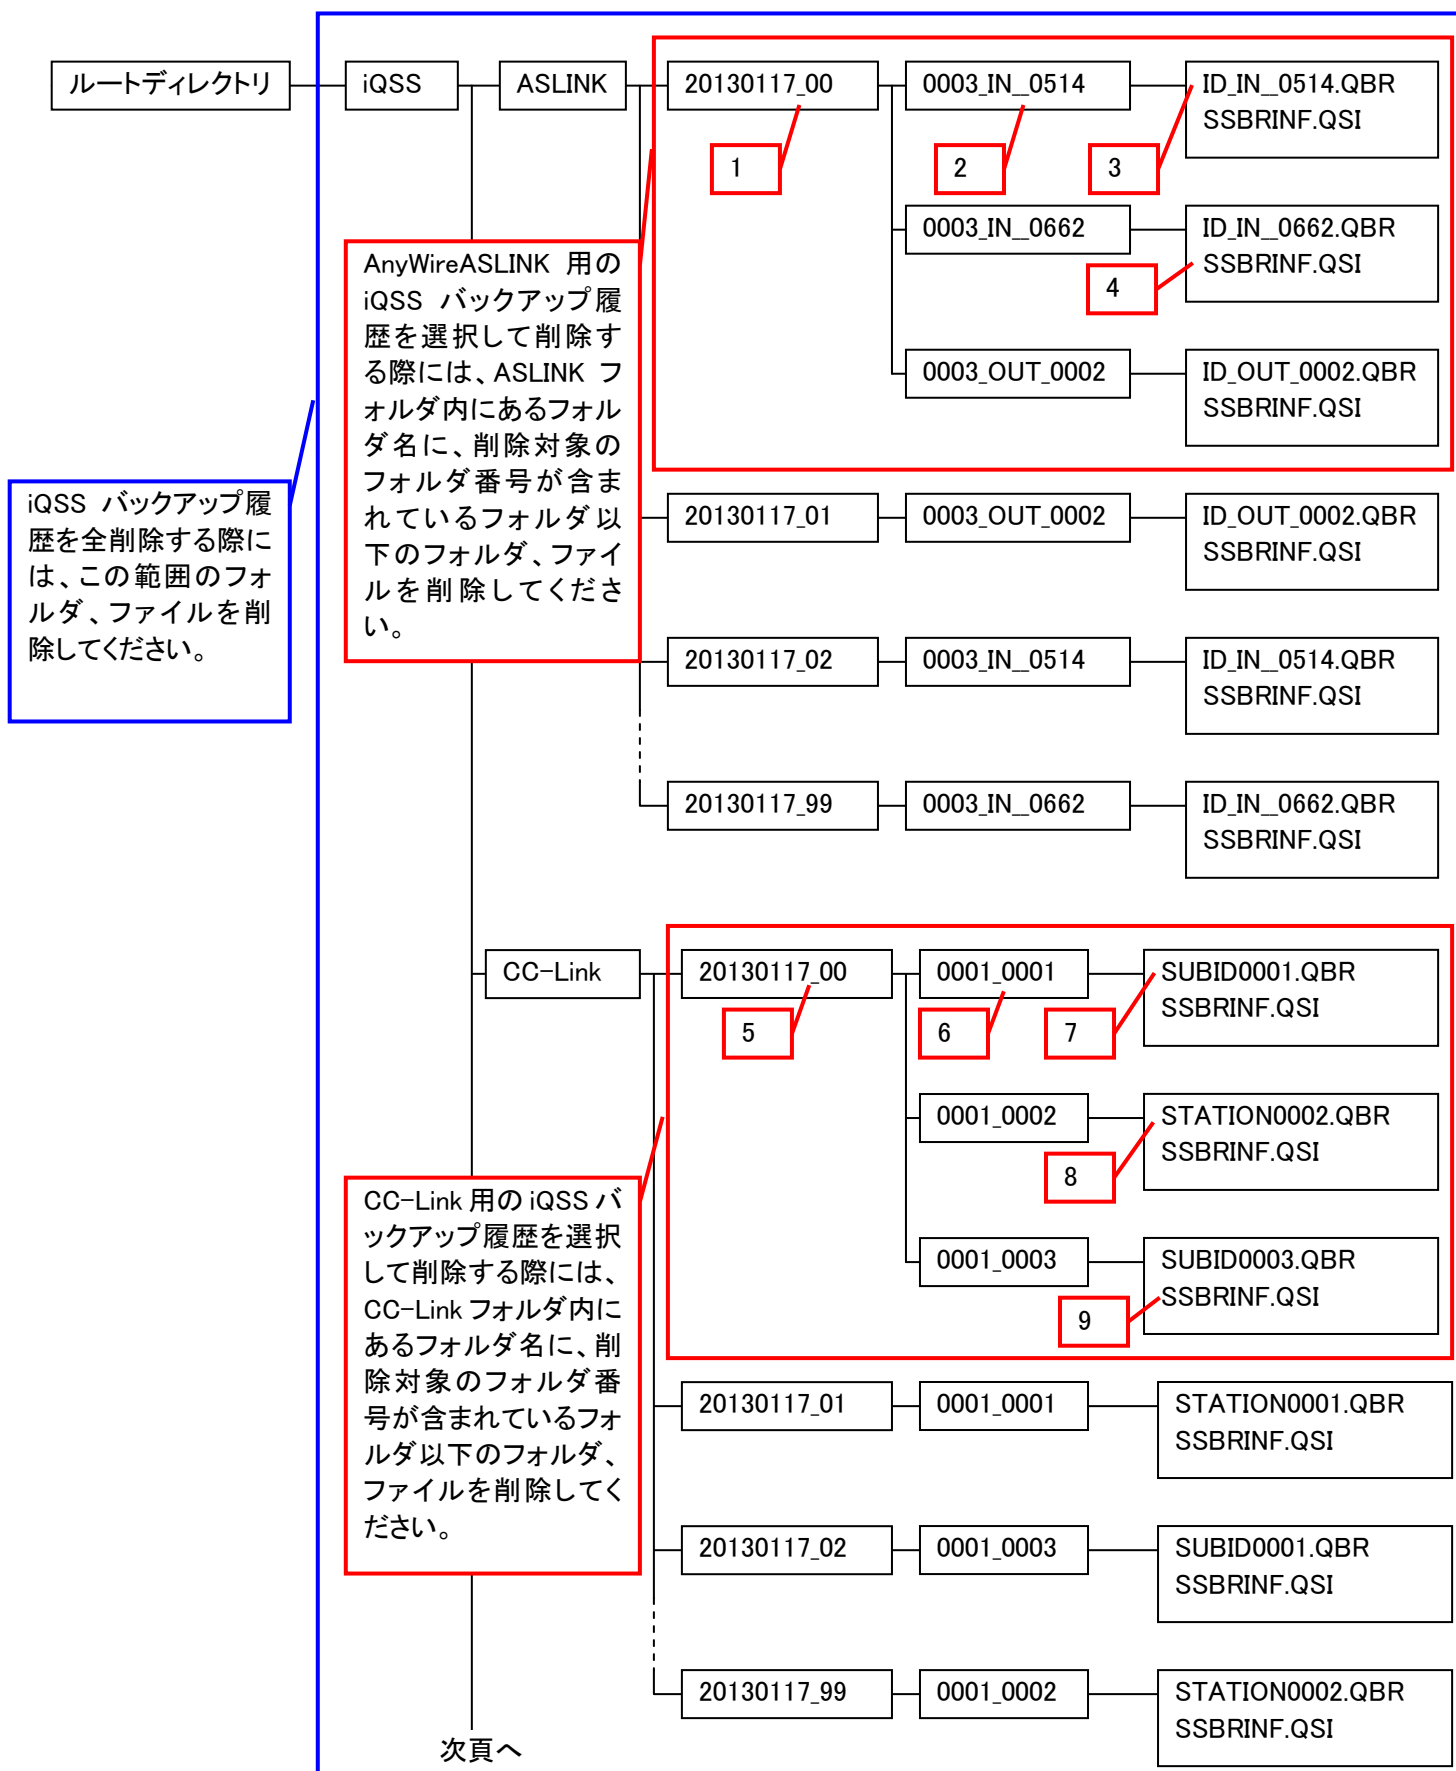 ルートディレクトリ
iQSS
ASLINK
20130117_00
0003_IN__0514
ID_IN__0514.QBR
SSBRINF.QSI
1
2
3
0003_IN__0662
ID_IN__0662.QBR
SSBRINF.QSI
4
0003_OUT_0002
ID_OUT_0002.QBR
SSBRINF.QSI
AnyWireASLINK 用の
iQSS バックアップ履
歴を選択して削除す
る際には、ASLINK フ
ォルダ内にあるフォル
ダ名に、削除対象の
フォルダ番号が含ま
れているフォルダ以
下のフォルダ、ファイ
ルを削除してくださ
い。
iQSS バックアップ履
歴を全削除する際に
は、この範囲のフォ
ルダ、ファイルを削
除してください。
20130117_01
0003_OUT_0002
ID_OUT_0002.QBR
SSBRINF.QSI
20130117_02
0003_IN__0514
ID_IN__0514.QBR
SSBRINF.QSI
20130117_99
0003_IN__0662
ID_IN__0662.QBR
SSBRINF.QSI
CC-Link
20130117_00
0001_0001
SUBID0001.QBR
SSBRINF.QSI
5
6
7
0001_0002
STATION0002.QBR
SSBRINF.QSI
8
0001_0003
SUBID0003.QBR
SSBRINF.QSI
9
CC-Link 用の iQSS バ
ックアップ履歴を選択
して削除する際には、
CC-Link フォルダ内に
あるフォルダ名に、削
除対象のフォルダ番
号が含まれているフォ
ルダ以下のフォルダ、
ファイルを削除してく
ださい。
20130117_01
0001_0001
STATION0001.QBR
SSBRINF.QSI
20130117_02
0001_0003
SUBID0001.QBR
SSBRINF.QSI
20130117_99
0001_0002
STATION0002.QBR
SSBRINF.QSI
次頁へ